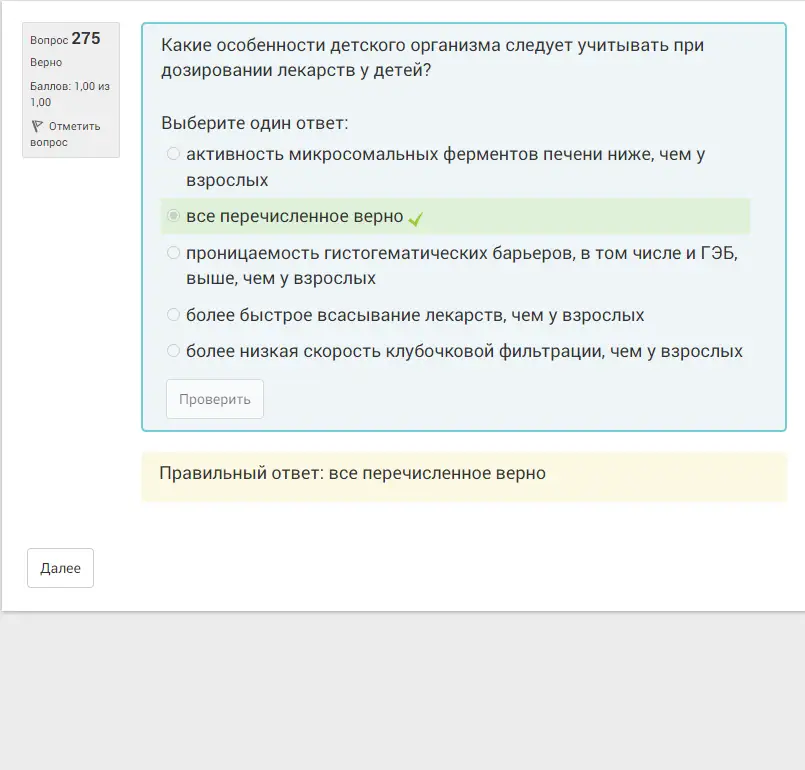 Вопрос 275
Верно
Баллов: 1,00 из
1,00
Отметить
вопрос
Какие особенности детского организма следует учитывать при
дозировании лекарств у детей?
Выберите один ответ:
активность микросомальных ферментов печени ниже, чем у
взрослых
все перечисленное верно
проницаемость гистогематических барьеров, в том числе и ГЭБ,
выше, чем у взрослых
более быстрое всасывание лекарств, чем у взрослых
более низкая скорость клубочковой фильтрации, чем у взрослых
Проверить
Правильный ответ: все перечисленное верно
Далее